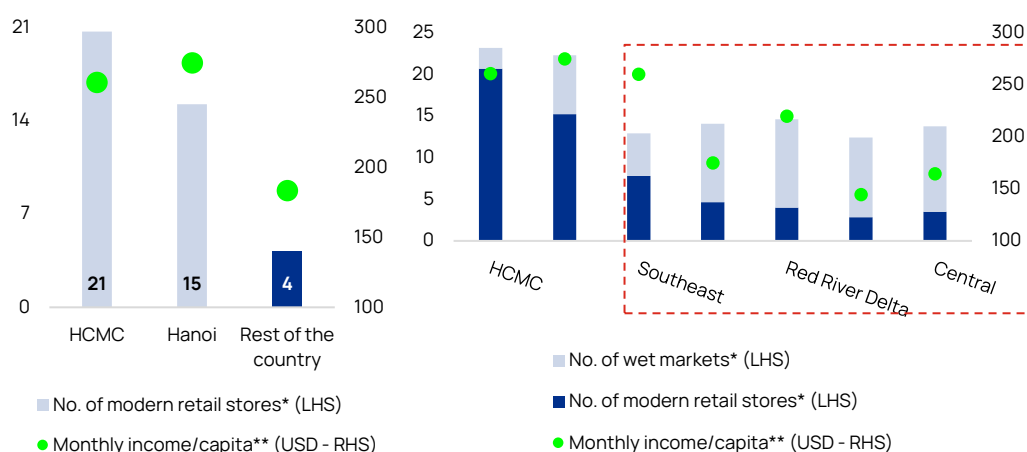 21
14
7
0
300
250
200
150
100
21
15
4
HCMC
Hanoi
Rest of the
country
No. of modern retail stores* (LHS)
Monthly income/capita** (USD - RHS)
25
20
15
10
5
0
300
250
200
150
100
HCMC
Southeast
Red River Delta
Central
No. of wet markets* (LHS)
No. of modern retail stores* (LHS)
Monthly income/capita** (USD - RHS)